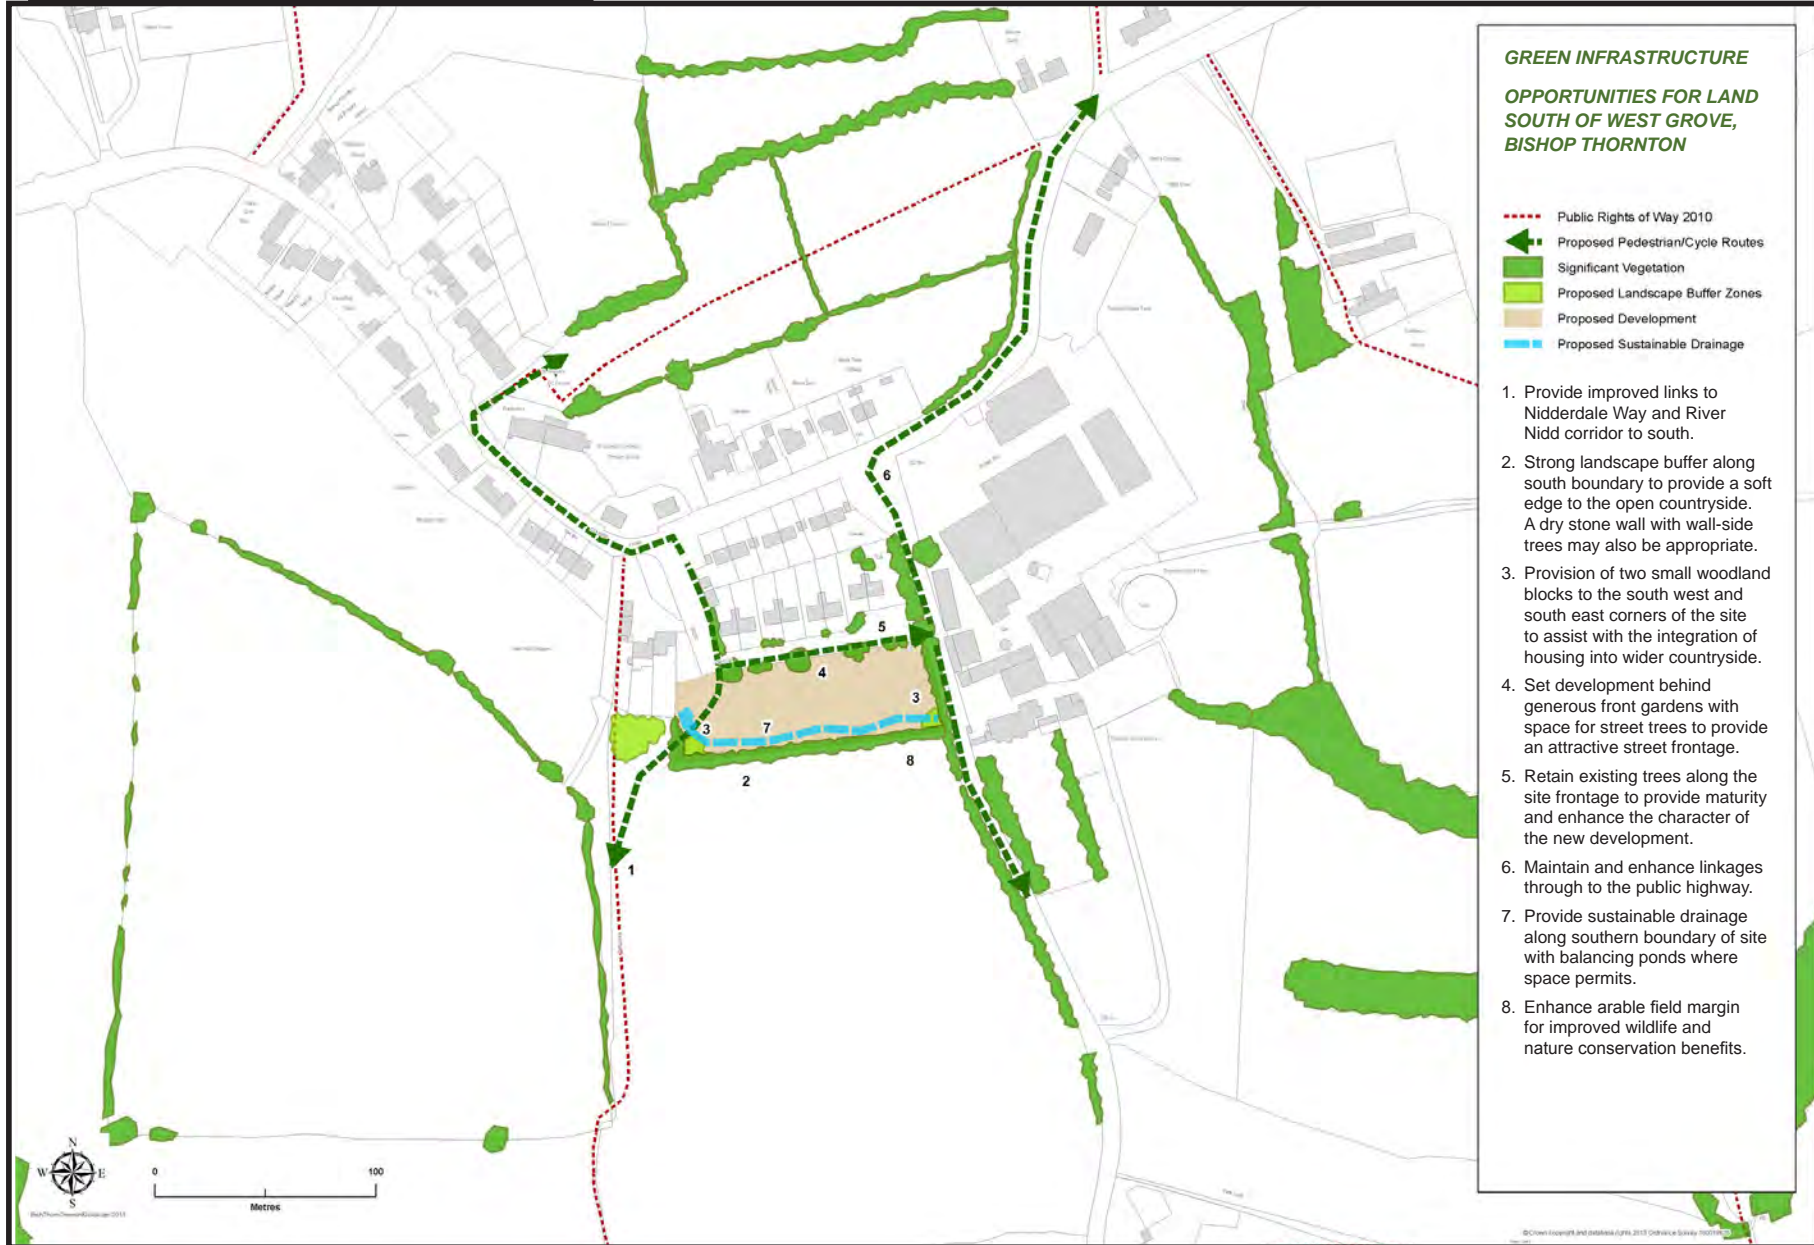 GREEN INFRASTRUCTURE
OPPORTUNITIES FOR LAND
SOUTH OF WEST GROVE,
BISHOP THORNTON
Public Rights of Way 2010
Proposed Pedestrian/Cycle Routes
Significant Vegetation
Proposed Landscape Buffer Zones
Proposed Development
Proposed Sustainable Drainage
1. Provide improved links to
Nidderdale Way and River
Nidd corridor to south.
2. Strong landscape buffer along
south boundary to provide a soft
edge to the open countryside.
A dry stone wall with wall-side
trees may also be appropriate.
3. Provision of two small woodland
blocks to the south west and
south east corners of the site
to assist with the integration of
housing into wider countryside.
4. Set development behind
generous front gardens with
space for street trees to provide
an attractive street frontage.
5. Retain existing trees along the
site frontage to provide maturity
and enhance the character of
the new development.
6. Maintain and enhance linkages
through to the public highway.
7. Provide sustainable drainage
along southern boundary of site
with balancing ponds where
space permits.
8. Enhance arable field margin
for improved wildlife and
nature conservation benefits.
6
5
4
3
3
7
8
2
1
N
W E
S
0 100
Metres